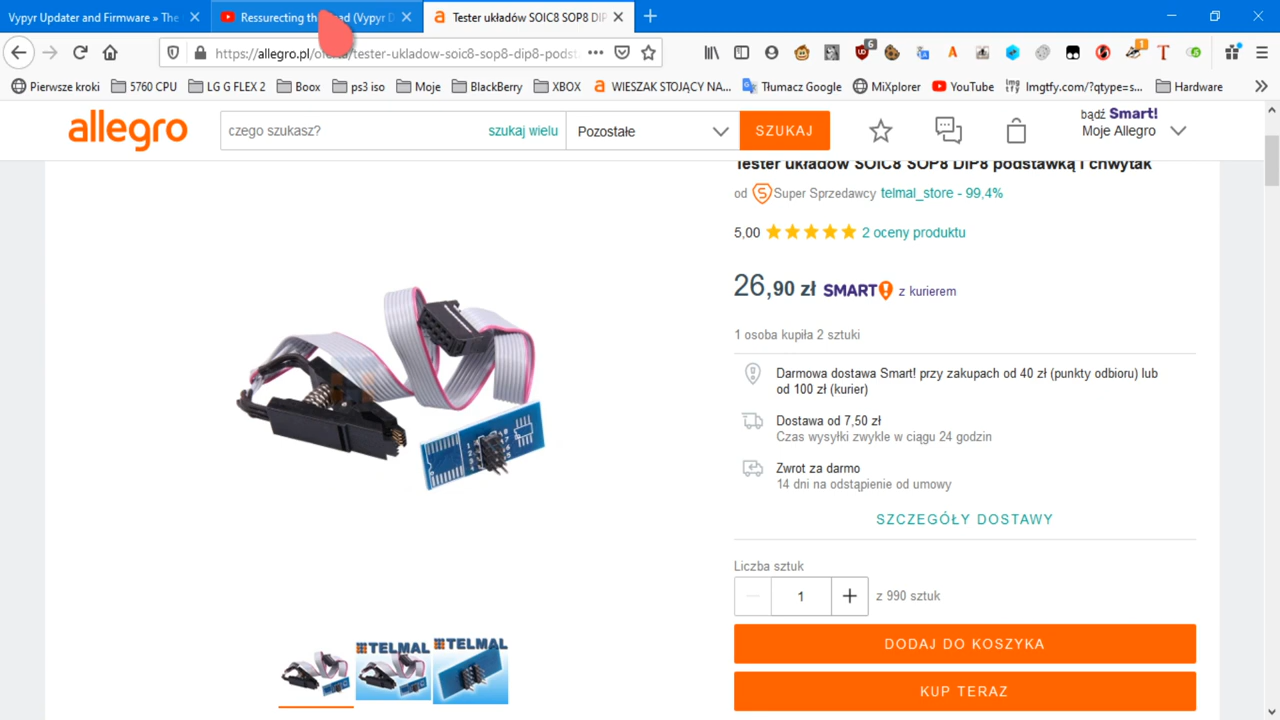 Vypyr Updater and Firmware » The
Ressurecting th ad (Vypyr D
Tester układów SOIC8 SOP8 DIP
https://allegro.pl/oferta/tester-ukladow-soic8-sop8-dip8-podst
6
1
Pierwsze kroki
5760 CPU
LG G FLEX 2
Boox
ps3 iso
Moje
BlackBerry
XBOX
WIESZAK STOJĄCY NA...
Tłumacz Google
MiXplorer
YouTube
lmgtfy.com/?qtype=s...
Hardware
allegro
czego szukasz?
szukaj wielu
Pozostałe
SZUKAJ
bądź Smart!
Moje Allegro
Tester układów SOIC8 SOP8 DIP8 podstawką i chwytak
od Super Sprzedawcy telmal_store - 99,4%
5,00 2 oceny produktu
26,90 zł SMART! z kurierem
1 osoba kupiła 2 sztuki
Darmowa dostawa Smart! przy zakupach od 40 zł (punkty odbioru) lub
od 100 zł (kurier)
Dostawa od 7,50 zł
Czas wysyłki zwykle w ciągu 24 godzin
Zwrot za darmo
14 dni na odstąpienie od umowy
SZCZEGÓŁY DOSTAWY
Liczba sztuk
1
z 990 sztuk
TELMAL
TELMAL
DODAJ DO KOSZYKA
KUP TERAZ